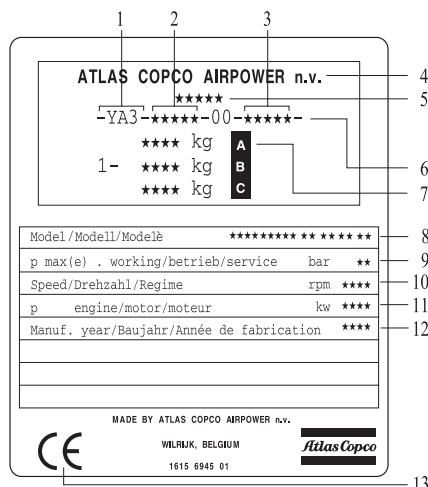 1 2 3
ATLAS COPCO AIRPOWER n.v. 4
★★★★★ 5
-YA3-★★★★★-00-★★★★★- 6
★★★★ kg A 7
1- ★★★★ kg B
★★★★ kg C
Model/Modell/Modelè ★★★★★★★★★ ★★ ★★ ★★ ★★ 8
p max(e) . working/betrieb/service bar ★★ 9
Speed/Drehzahl/Regime rpm ★★★★ 10
p engine/motor/moteur kw ★★★★ 11
Manuf. year/Baujahr/Année de fabrication ★★★★ 12
MADE BY ATLAS COPCO AIRPOWER n.v.
CE WILRIJK, BELGIUM Atlas Copco
1615 6945 01
13